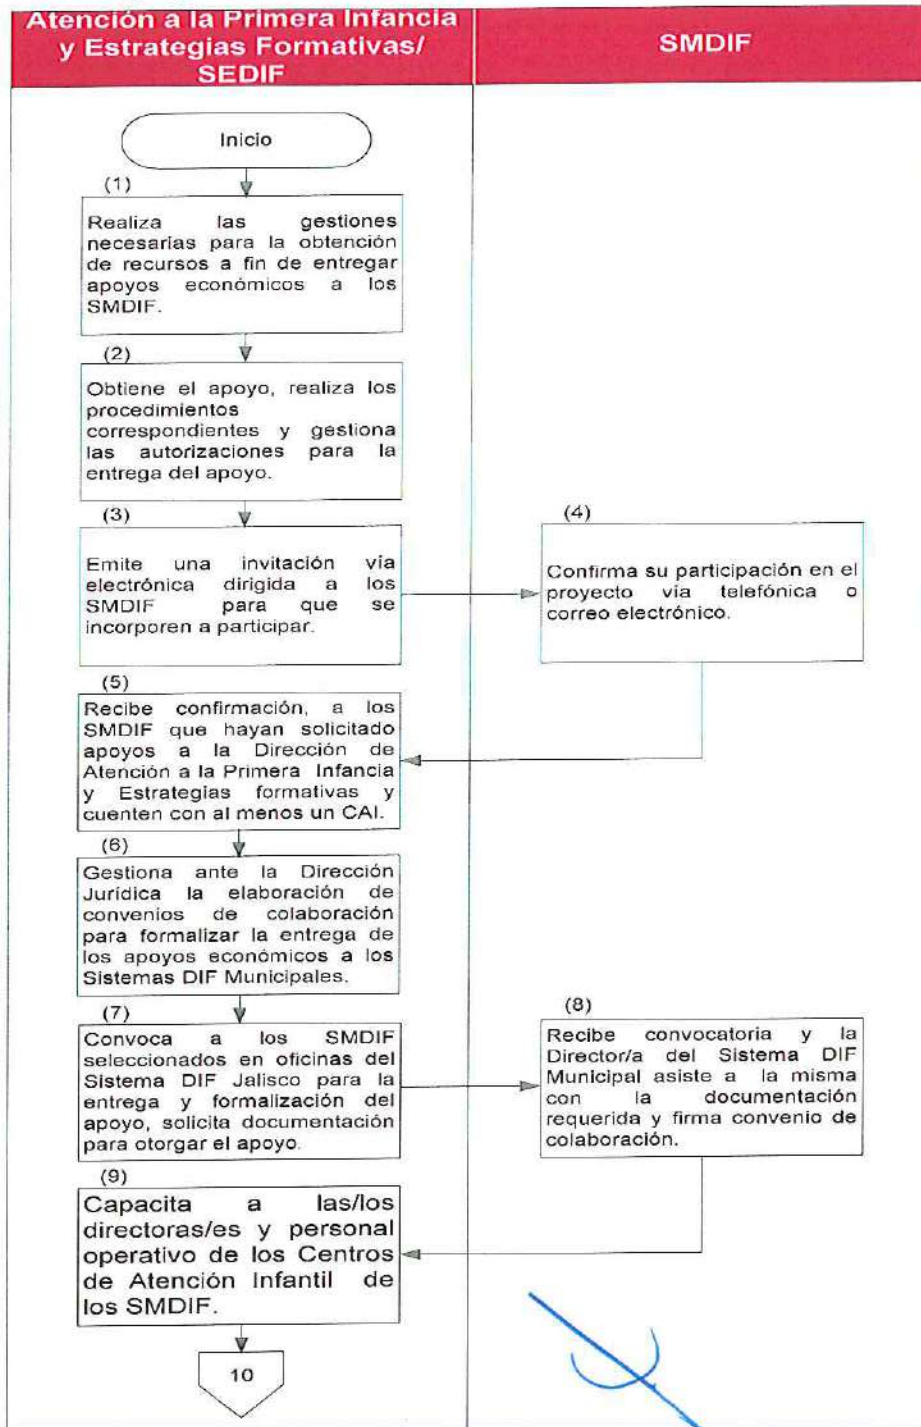 Atención a la Primera Infancia
y Estrategias Formativas/
SEDIF
SMDIF
Inicio
(1)
Realiza las gestiones
necesarias para la obtención
de recursos a fin de entregar
apoyos económicos a los
SMDIF.
(2)
Obtiene el apoyo, realiza los
procedimientos
correspondientes y gestiona
las autorizaciones para la
entrega del apoyo.
(3)
Emite una invitación vía
electrónica dirigida a los
SMDIF para que se
incorporen a participar.
(4)
Confirma su participación en el
proyecto vía telefónica o
correo electrónico.
(5)
Recibe confirmación, a los
SMDIF que hayan solicitado
apoyos a la Dirección de
Atención a la Primera Infancia
y Estrategias formativas y
cuenten con al menos un CAI.
(6)
Gestiona ante la Dirección
Jurídica la elaboración de
convenios de colaboración
para formalizar la entrega de
los apoyos económicos a los
Sistemas DIF Municipales.
(7)
Convoca a los SMDIF
seleccionados en oficinas del
Sistema DIF Jalisco para la
entrega y formalización del
apoyo, solicita documentación
para otorgar el apoyo.
(8)
Recibe convocatoria y la
Director/a del Sistema DIF
Municipal asiste a la misma
con la documentación
requerida y firma convenio de
colaboración.
(9)
Capacita a las/los
directoras/es y personal
operativo de los Centros
de Atención Infantil de
los SMDIF.
10